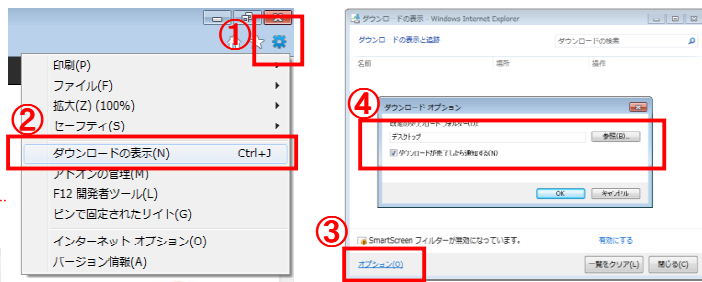 ①
印刷(P)
ファイル(F)
拡大(Z) (100%)
セーフティ(S)
②
ダウンロードの表示(N) Ctrl+J
アドオンの管理(M)
F12 開発者ツール(L)
ピンで固定されたサイト(G)
インターネット オプション(O)
バージョン情報(A)
ダウンロードの表示 - Windows Internet Explorer
ダウンロードの表示と追跡 ダウンロードの検索
名前 場所 操作
④
ダウンロード オプション
デスクトップ 参照(B)...
ダウンロードが完了したら通知する(N)
OK キャンセル
③
SmartScreen フィルターが無効になっています。 有効にする
オプション(O) 一覧をクリア(L) 閉じる(C)